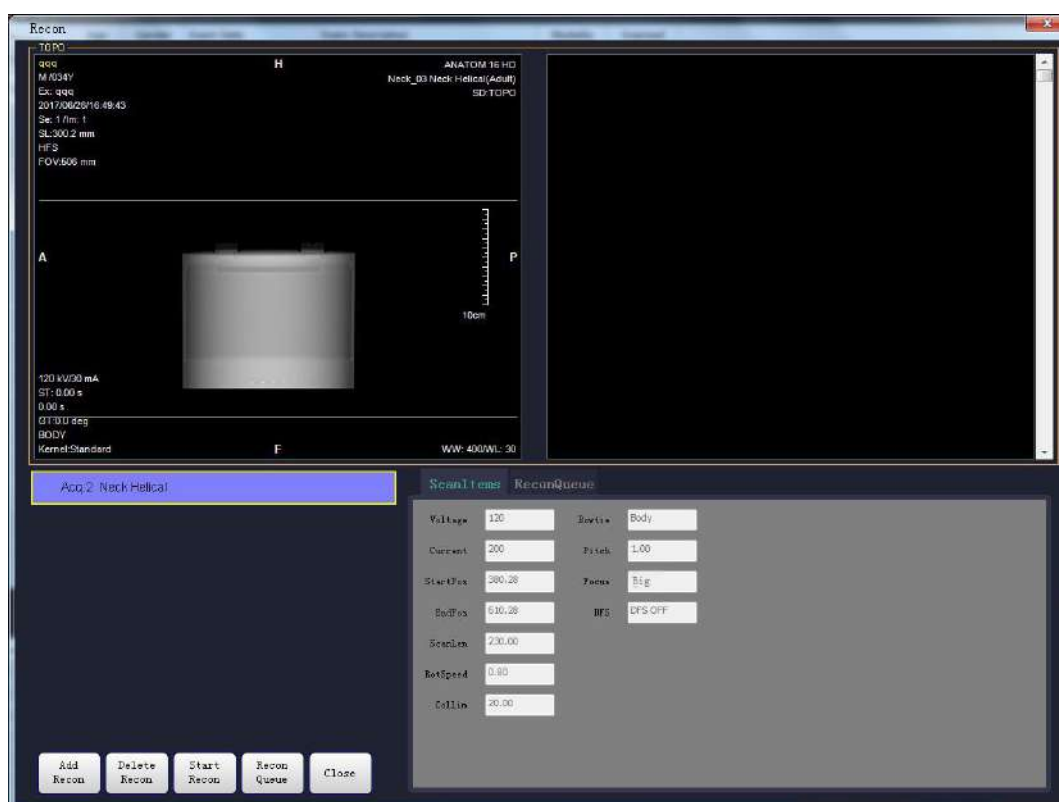 Recon
TOPO
qqq
M /034Y
Ex: qqq
2017/06/26/16:49:43
Se: 1 /Im: 1
SL:300.2 mm
HFS
FOV:506 mm
H
ANATOM 16 HD
Neck_03 Neck Helical(Adult)
SD:TOPO
A
P
10cm
120 kV/30 mA
ST: 0.00 s
0.00 s
GT:0.0 deg
BODY
Kernel:Standard
F
WW: 400/WL: 30
Acq:2 Neck Helical
ScanItems ReconQueue
Voltage 120
Bowtie Body
Current 200
Pitch 1.00
StartPos 380.28
Focus Big
EndPos 610.28
DFS DFS OFF
ScanLen 230.00
RotSpeed 0.80
Collim 20.00
Add Recon
Delete Recon
Start Recon
Recon Queue
Close